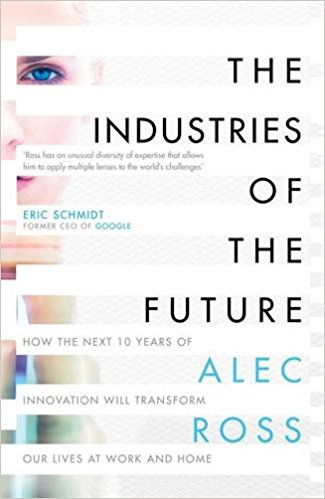 THE
INDUSTRIES
'Ross has an unusual diversity of expertise that allows
him to apply multiple lenses to the world's challenges'
OF
ERIC SCHMIDT
FORMER CEO OF GOOGLE
THE
FUTURE
HOW THE NEXT 10 YEARS OF
ALEC
INNOVATION WILL TRANSFORM
ROSS
OUR LIVES AT WORK AND HOME